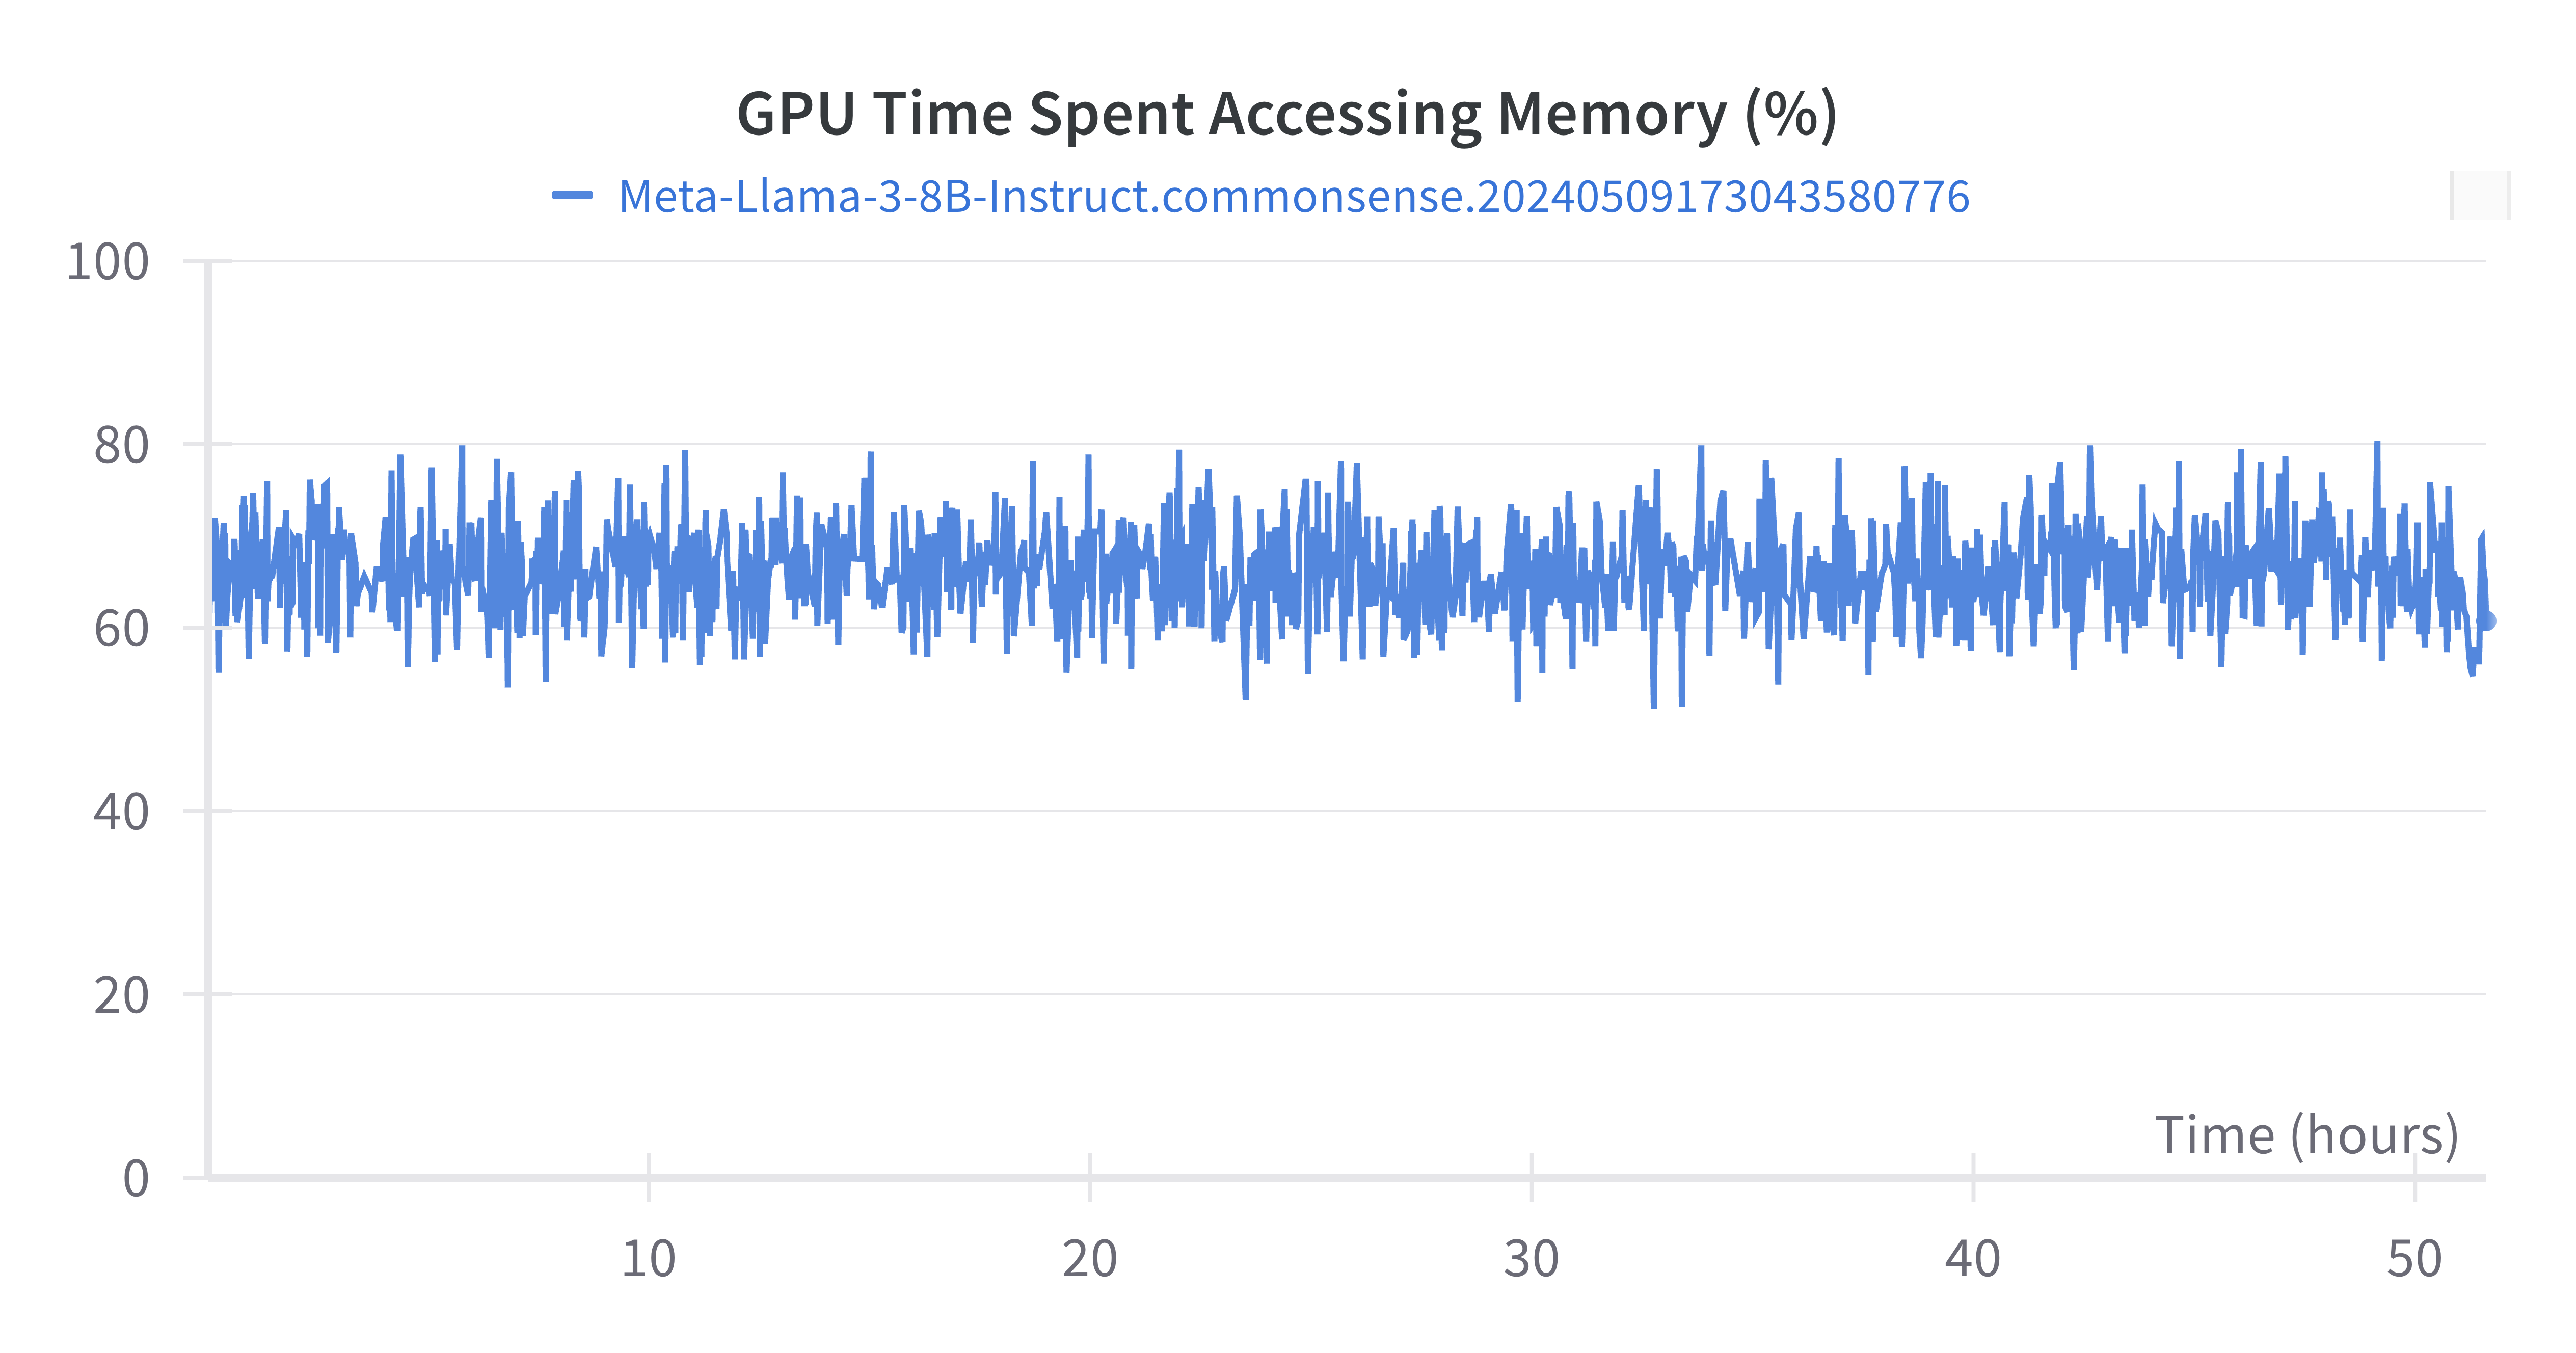 GPU Time Spent Accessing Memory (%)
Meta-Llama-3-8B-Instruct.commonsense.20240509173043580776
100
80
60
40
20
0
Time (hours)
10 20 30 40 50